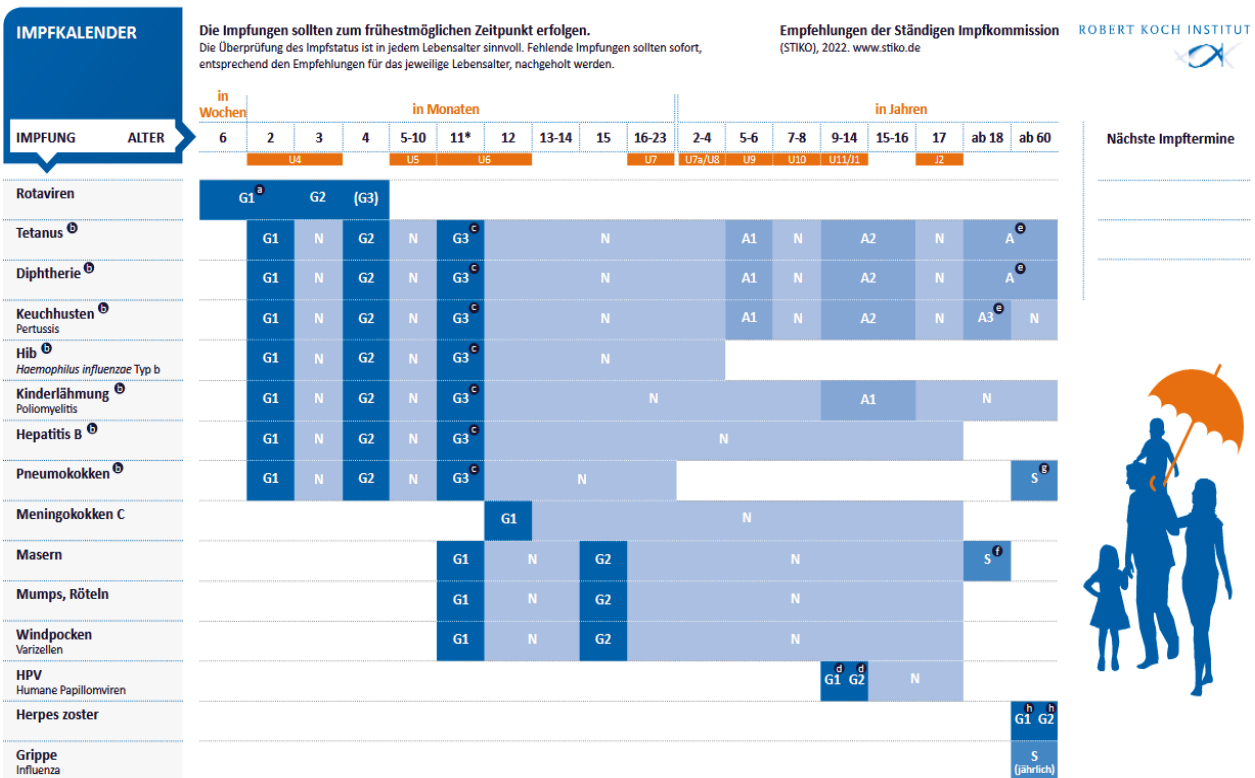 IMPFKALENDER
Die Impfungen sollten zum frühestmöglichen Zeitpunkt erfolgen.
Die Überprüfung des Impfstatus ist in jedem Lebensalter sinnvoll. Fehlende Impfungen sollten sofort,
entsprechend den Empfehlungen für das jeweilige Lebensalter, nachgeholt werden.
Empfehlungen der Ständigen Impfkommission
(STIKO), 2022. www.stiko.de
ROBERT KOCH INSTITUT
in Wochen in Monaten in Jahren
IMPFUNG ALTER 6 2 3 4 5-10 11* 12 13-14 15 16-23 2-4 5-6 7-8 9-14 15-16 17 ab 18 ab 60
U4 U5 U6 U7 U7a/U8 U9 U10 U11/J1 J2
Nächste Impftermine
Rotaviren G1 a G2 (G3)
Tetanus b G1 N G2 N G3 c N A1 N A2 N A e
Diphtherie b G1 N G2 N G3 c N A1 N A2 N A e
Keuchhusten b G1 N G2 N G3 c N A1 N A2 N A3 e N
Pertussis
Hib b G1 N G2 N G3 c N
Haemophilus influenzae Typ b
Kinderlähmung b G1 N G2 N G3 c N A1 N
Poliomyelitis
Hepatitis B b G1 N G2 N G3 c N
Pneumokokken b G1 N G2 N G3 c N S g
Meningokokken C G1 N
Masern G1 N G2 N S f
Mumps, Röteln G1 N G2 N
Windpocken G1 N G2 N
Varizellen
HPV G1 d G2 d N
Humane Papillomviren
Herpes zoster G1 h G2 h
Grippe S
Influenza (jährlich)